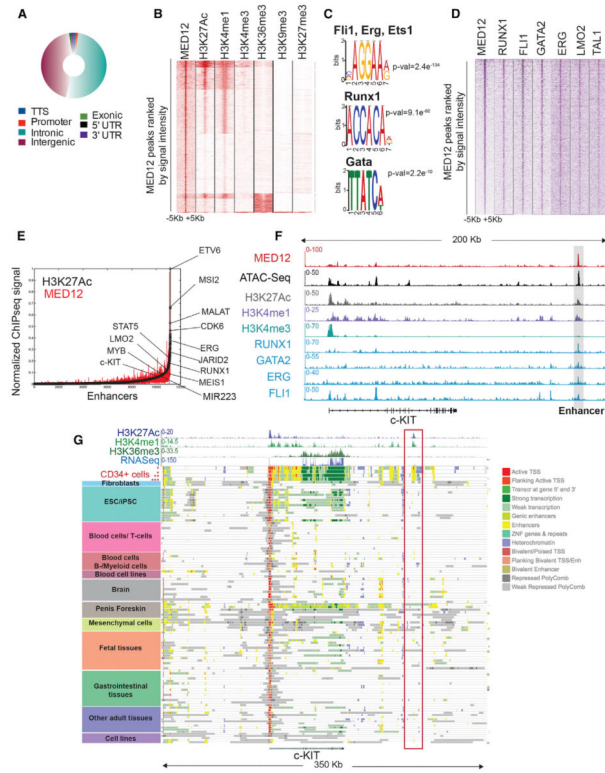 A
TTS
Promoter
Intronic
Intergenic
Exonic
5' UTR
3' UTR
B
MED12
H3K27Ac
H3K4me1
H3K4me3
H3K36me3
H3K9me3
H3K27me3
MED12 peaks ranked
by signal intensity
-5Kb +5Kb
C
Fli1, Erg, Ets1
bits
p-val=2.4e-134
Runx1
bits
p-val=9.1e-60
Gata
bits
p-val=2.2e-10
D
MED12
RUNX1
FLI1
GATA2
ERG
LMO2
TAL1
MED12 peaks ranked
by signal intensity
-5Kb +5Kb
E
H3K27Ac
MED12
Normalized ChIPseq signal
Enhancers
ETV6
MSI2
MALAT
CDK6
ERG
JARID2
RUNX1
MEIS1
MIR223
STAT5
LMO2
MYB
c-KIT
F
200 Kb
MED12
0-100
ATAC-Seq
0-50
H3K27Ac
0-50
H3K4me1
0-25
H3K4me3
0-70
RUNX1
0-70
GATA2
0-55
ERG
0-40
FLI1
0-50
c-KIT
Enhancer
G
H3K27Ac 0-20
H3K4me1 0-14.5
H3K36me3 0-33.5
RNASeq 0-150
CD34+ cells
Fibroblasts
ESC/iPSC
Blood cells/ T-cells
Blood cells
B-/Myeloid cells
Blood cell lines
Brain
Penis Foreskin
Mesenchymal cells
Fetal tissues
Gastrointestinal
tissues
Other adult tissues
Cell lines
Active TSS
Flanking Active TSS
Transcr at gene 5' and 3'
Strong transcription
Weak transcription
Genic enhancers
Enhancers
ZNF genes & repeats
Heterochromatin
Bivalent/Poised TSS
Flanking Bivalent TSS/Enh
Bivalent Enhancer
Repressed PolyComb
Weak Repressed PolyComb
c-KIT
350 Kb